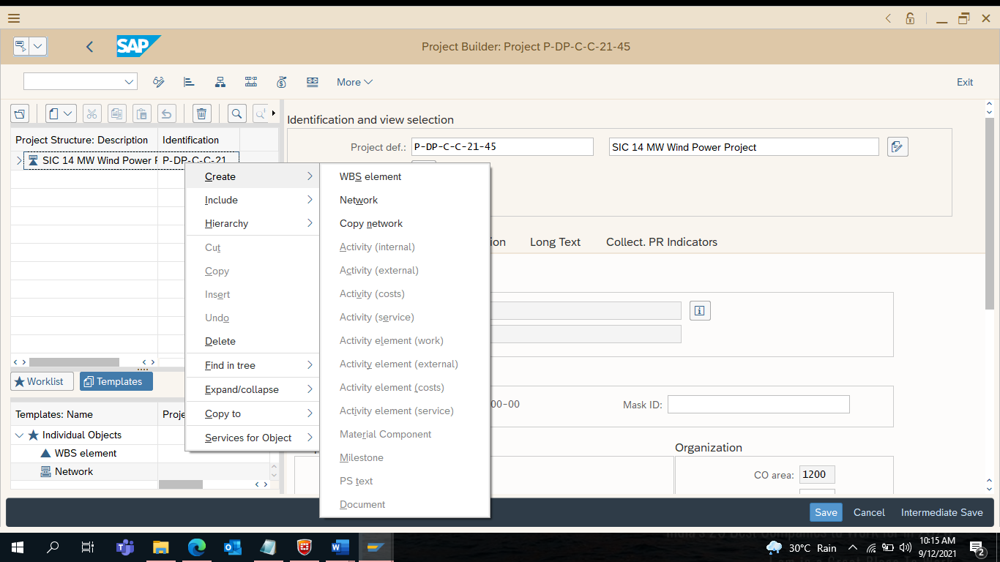 SAP
Project Builder: Project P-DP-C-C-21-45
More
Exit
Identification and view selection
Project Structure: Description
Identification
Project def.:
P-DP-C-C-21-45
SIC 14 MW Wind Power Project
SIC 14 MW Wind Power
P-DP-C-C-21
Create
Include
Hierarchy
Cut
Copy
Insert
Undo
Delete
Find in tree
Expand/collapse
Copy to
Services for Object
WBS element
Network
Copy network
Activity (internal)
Activity (external)
Activity (costs)
Activity (service)
Activity element (work)
Activity element (external)
Activity element (costs)
Activity element (service)
Material Component
Milestone
PS text
Document
ion
Long Text
Collect. PR Indicators
00-00
Mask ID:
Organization
CO area:
1200
Worklist
Templates
Templates: Name
Proje
Individual Objects
WBS element
Network
Save
Cancel
Intermediate Save
30°C Rain
10:15 AM
9/12/2021
2